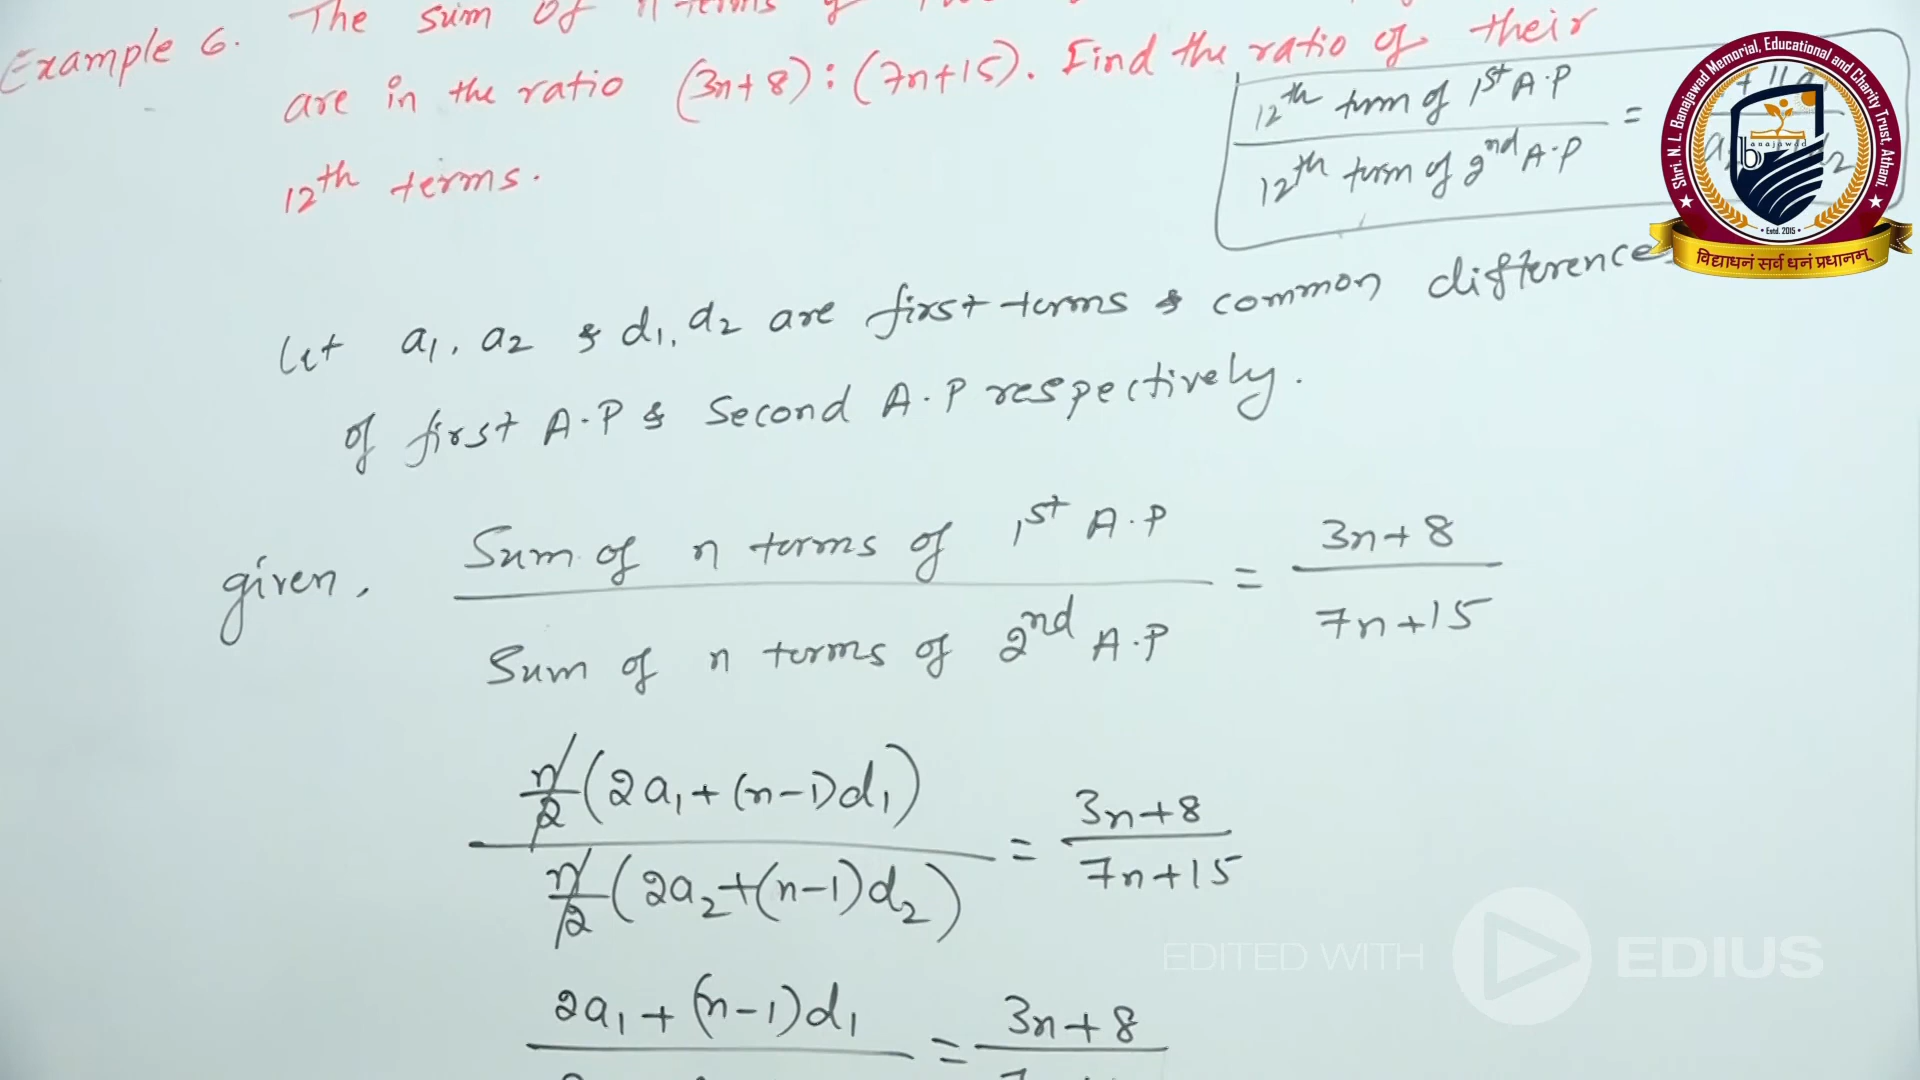 Example 6. The sum of n terms of
are in the ratio (3n+8):(7n+15). Find the ratio of their
12th terms.
12th term of 1st A.P
12th term of 2nd A.P =
Let a1, a2 & d1, d2 are first terms & common difference
of first A.P & Second A.P respectively.
given, Sum of n terms of 1st A.P / Sum of n terms of 2nd A.P = 3n+8 / 7n+15
n/2 (2a1+(n-1)d1) / n/2 (2a2+(n-1)d2) = 3n+8 / 7n+15
2a1+(n-1)d1 = 3n+8
Shri. N. L. Banajawad Memorial, Educational and Charity Trust, Athani.
banajawad
Estd. 2015
विद्याधनं सर्व धनं प्रधानम्
EDITED WITH EDIUS